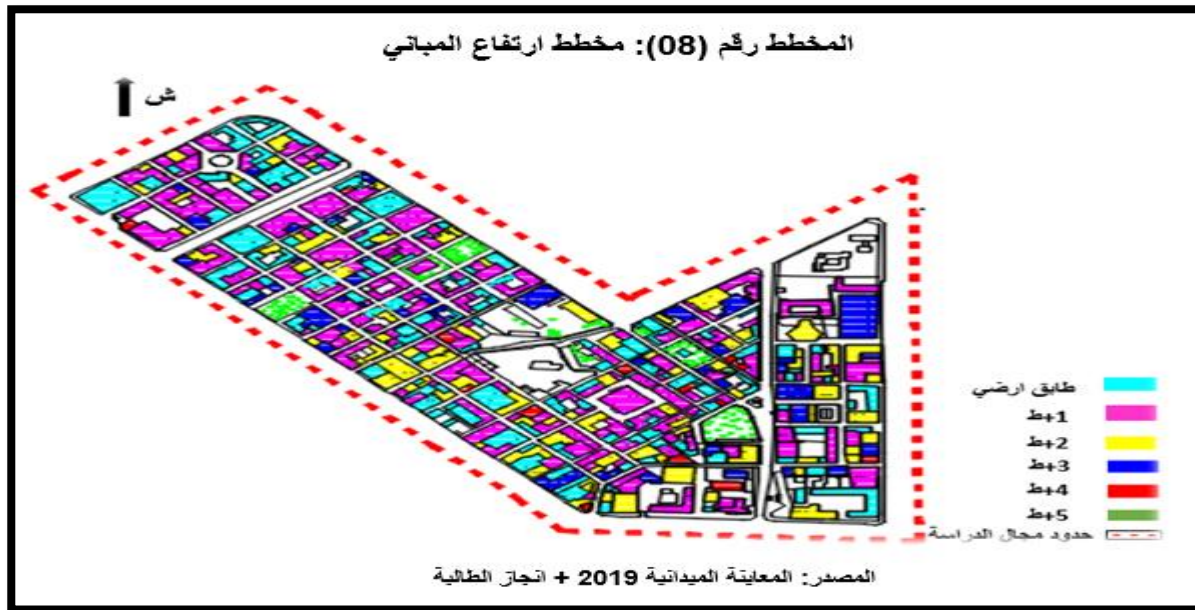 المخطط رقم (08): مخطط ارتفاع المباني
ش
طابق ارضي
ط+1
ط+2
ط+3
ط+4
ط+5
حدود مجال الدراسة
المصدر: المعاينة الميدانية 2019 + انجاز الطالبة